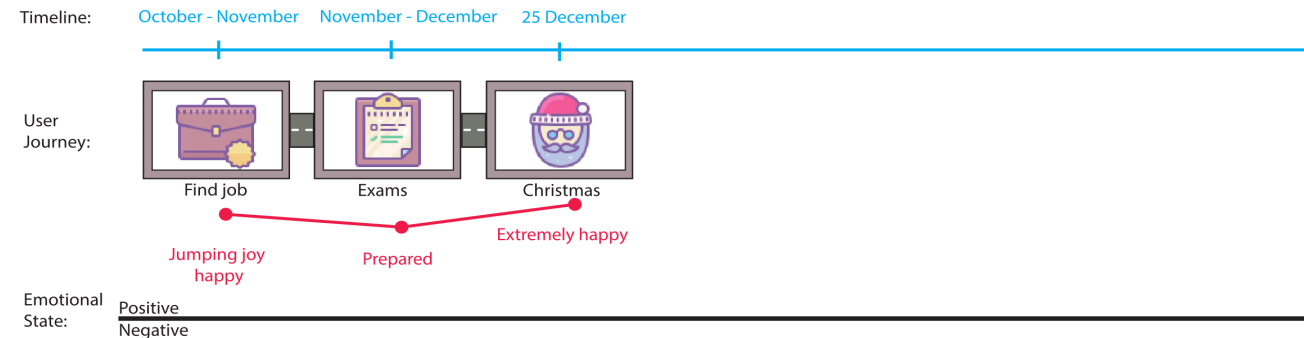 Timeline:
October - November
November - December
25 December
User
Journey:
Find job
Exams
Christmas
Jumping joy
happy
Prepared
Extremely happy
Emotional
State:
Positive
Negative